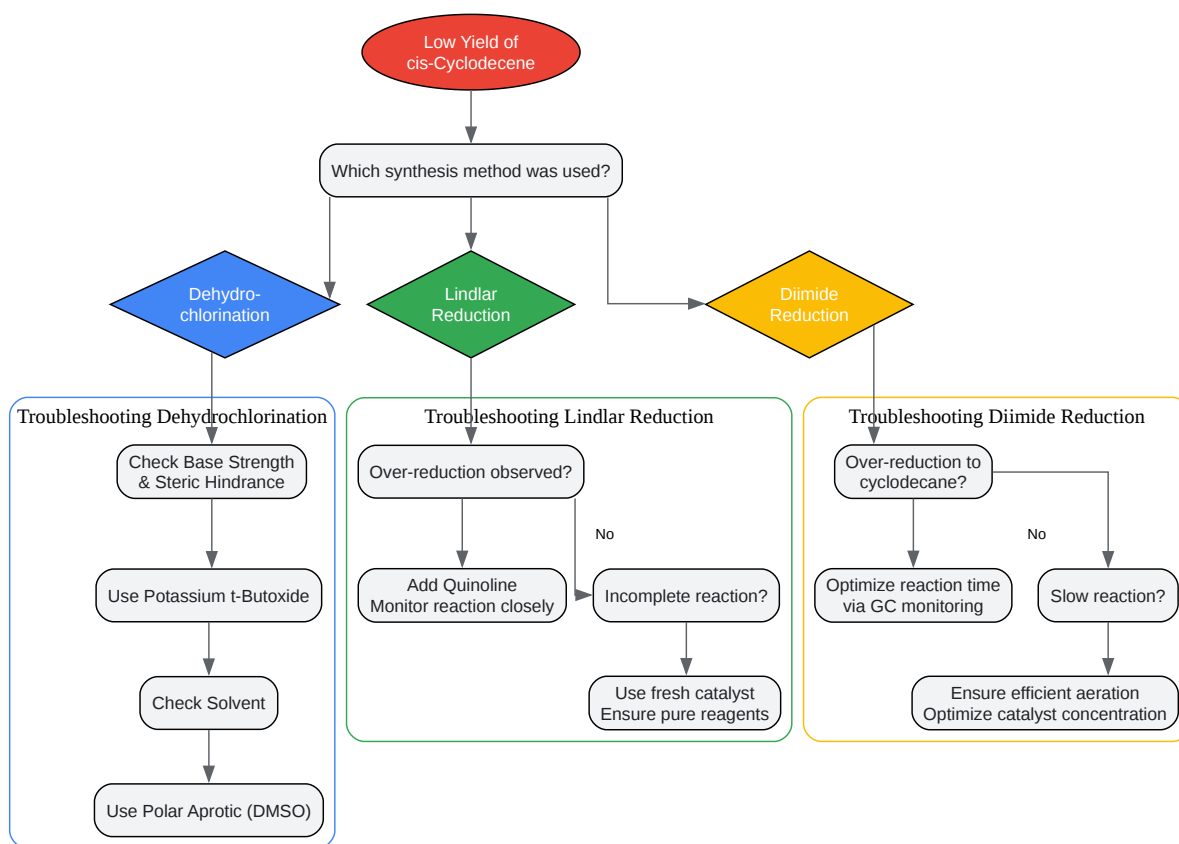 Low Yield of
cis-Cyclodecene
Which synthesis method was used?
Dehydro-
chlorination
Lindlar
Reduction
Diimide
Reduction
Troubleshooting Dehydrochlorination
Check Base Strength
& Steric Hindrance
Use Potassium t-Butoxide
Check Solvent
Use Polar Aprotic (DMSO)
Troubleshooting Lindlar Reduction
Over-reduction observed?
No
Add Quinoline
Monitor reaction closely
Incomplete reaction?
Use fresh catalyst
Ensure pure reagents
Troubleshooting Diimide Reduction
Over-reduction to
cyclodecane?
No
Optimize reaction time
via GC monitoring
Slow reaction?
Ensure efficient aeration
Optimize catalyst concentration